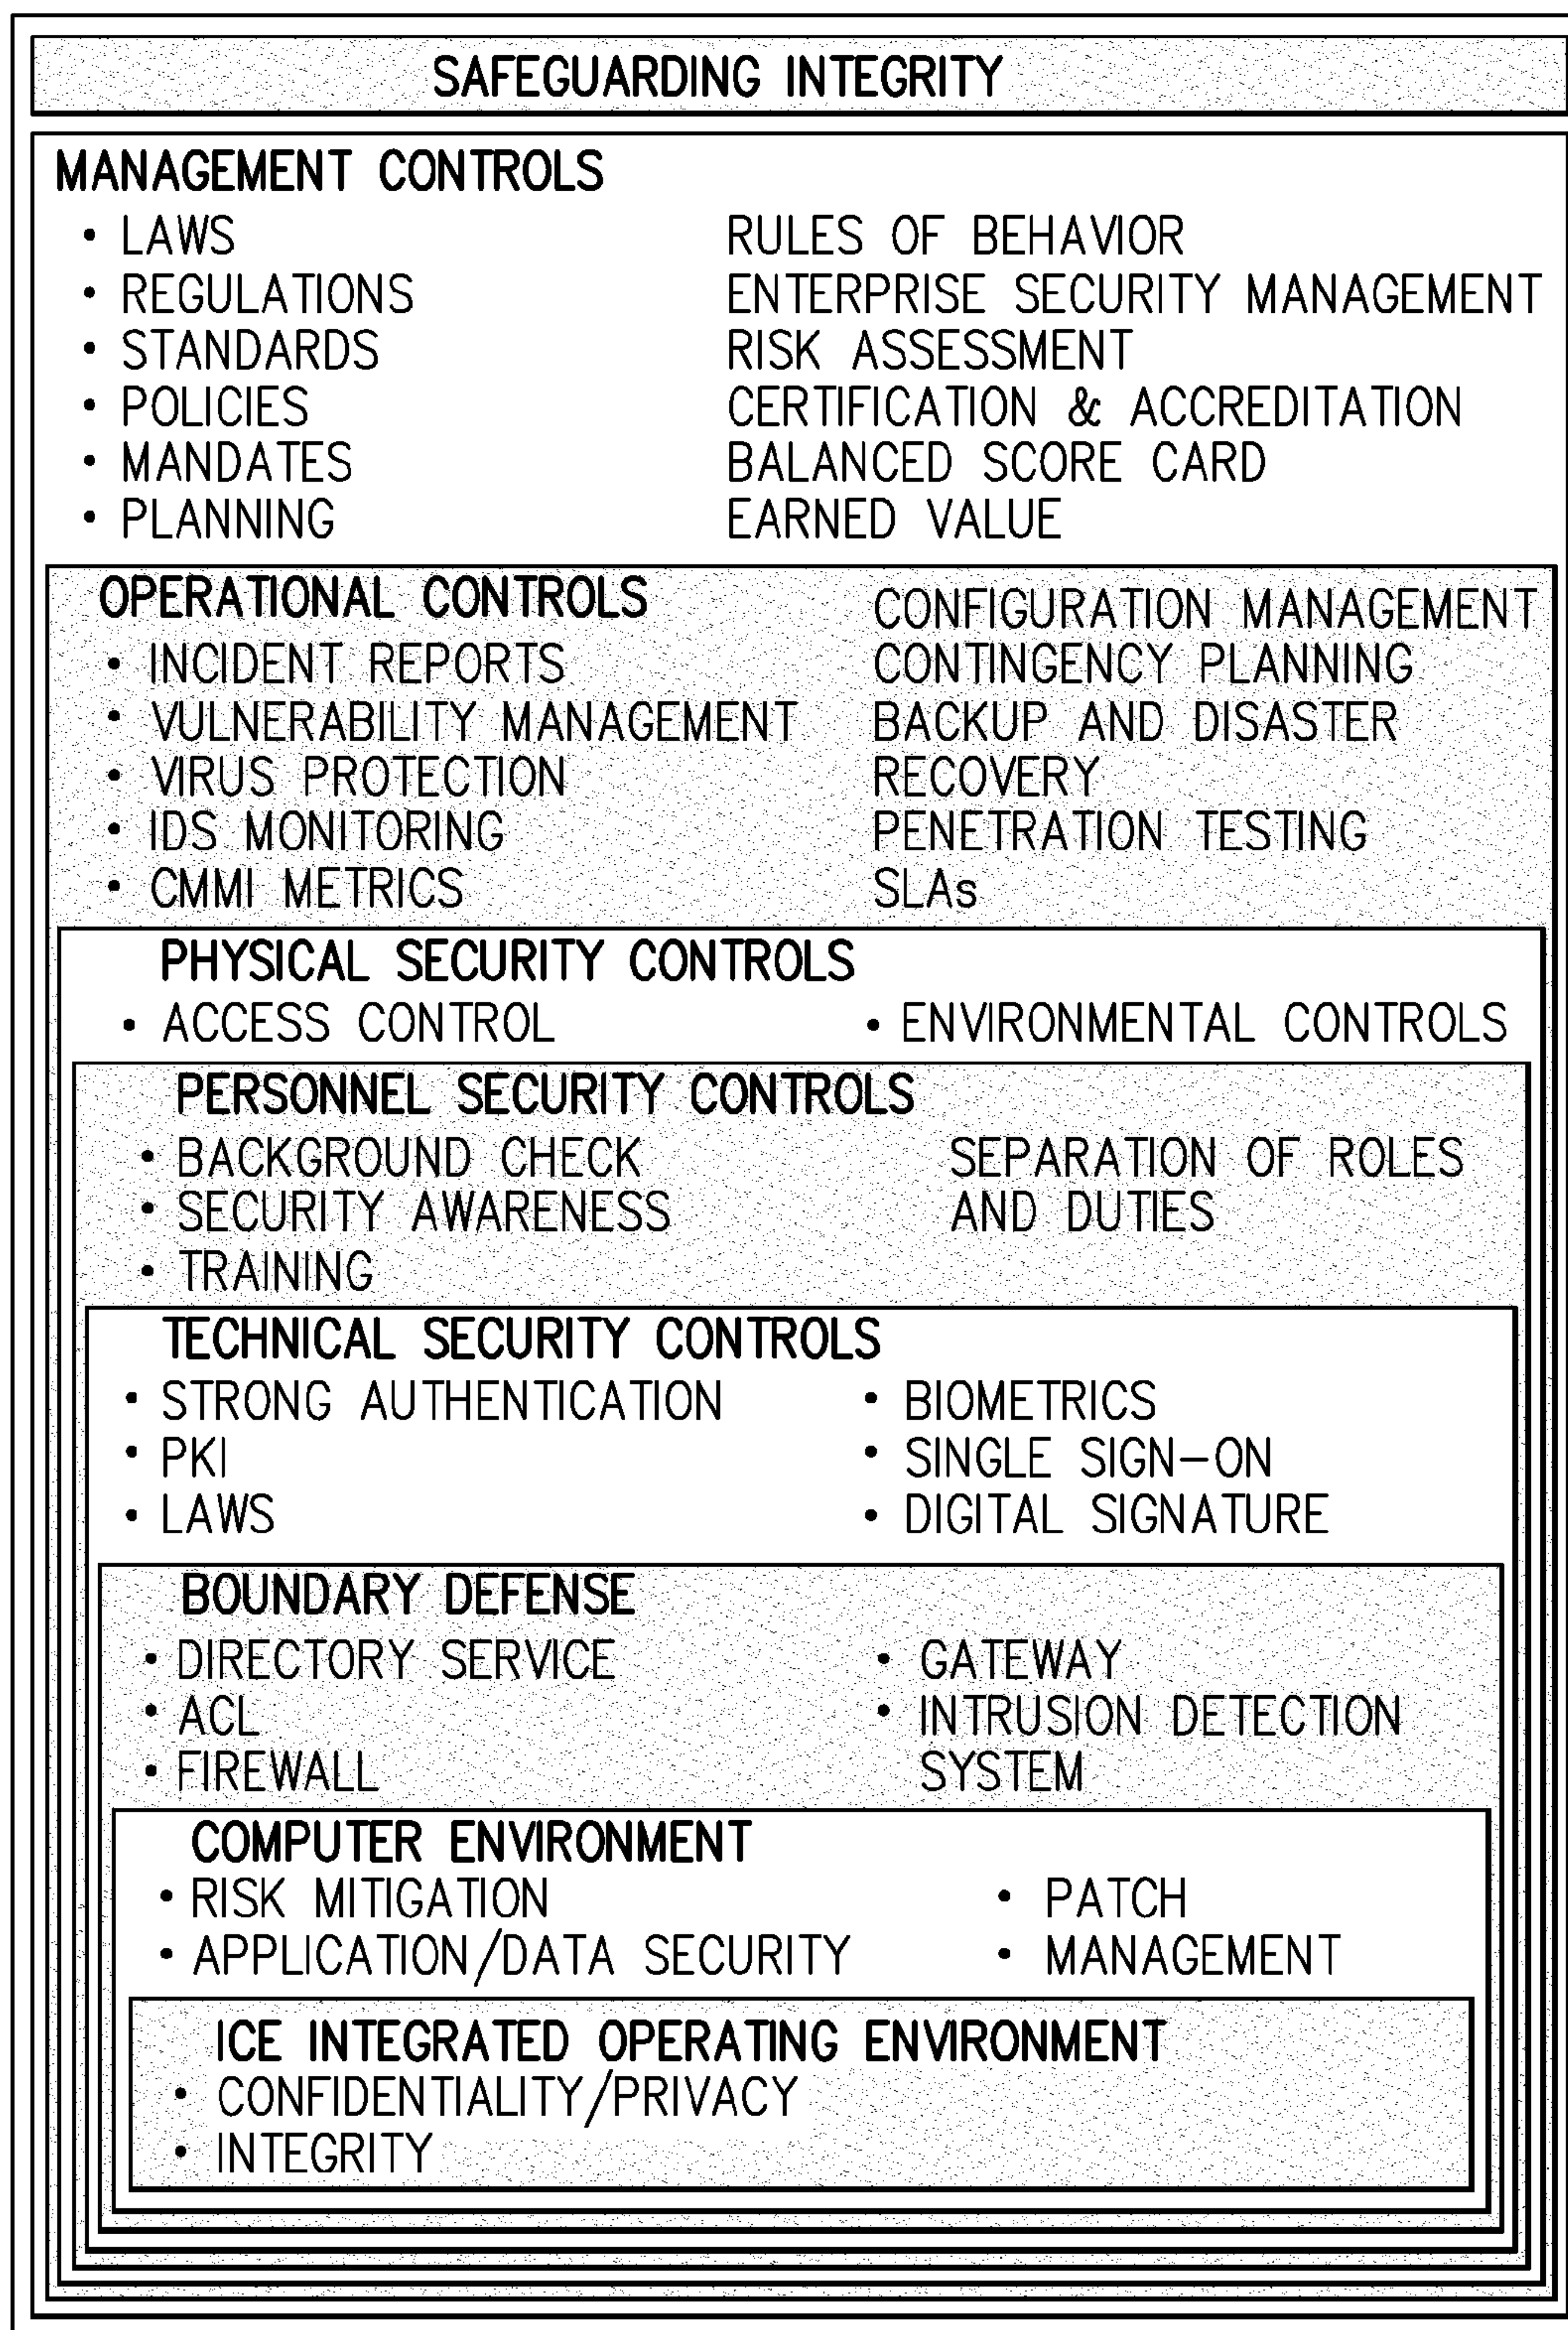 SAFEGUARDING INTEGRITY
MANAGEMENT CONTROLS
• LAWS
• REGULATIONS
• STANDARDS
• POLICIES
• MANDATES
• PLANNING
RULES OF BEHAVIOR
ENTERPRISE SECURITY MANAGEMENT
RISK ASSESSMENT
CERTIFICATION & ACCREDITATION
BALANCED SCORE CARD
EARNED VALUE
OPERATIONAL CONTROLS
• INCIDENT REPORTS
• VULNERABILITY MANAGEMENT
• VIRUS PROTECTION
• IDS MONITORING
• CMMI METRICS
CONFIGURATION MANAGEMENT
CONTINGENCY PLANNING
BACKUP AND DISASTER
RECOVERY
PENETRATION TESTING
SLAs
PHYSICAL SECURITY CONTROLS
• ACCESS CONTROL
• ENVIRONMENTAL CONTROLS
PERSONNEL SECURITY CONTROLS
• BACKGROUND CHECK
• SECURITY AWARENESS
• TRAINING
SEPARATION OF ROLES
AND DUTIES
TECHNICAL SECURITY CONTROLS
• STRONG AUTHENTICATION
• PKI
• LAWS
• BIOMETRICS
• SINGLE SIGN-ON
• DIGITAL SIGNATURE
BOUNDARY DEFENSE
• DIRECTORY SERVICE
• ACL
• FIREWALL
• GATEWAY
• INTRUSION DETECTION
SYSTEM
COMPUTER ENVIRONMENT
• RISK MITIGATION
• APPLICATION/DATA SECURITY
• PATCH
• MANAGEMENT
ICE INTEGRATED OPERATING ENVIRONMENT
• CONFIDENTIALITY/PRIVACY
• INTEGRITY